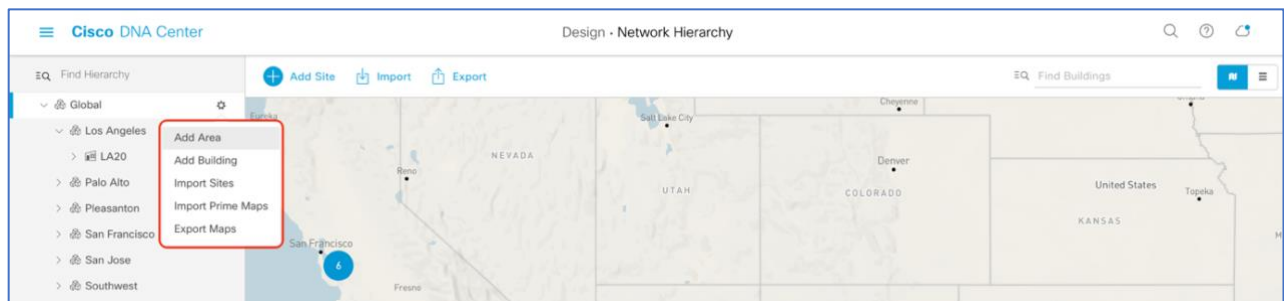 Cisco DNA Center
Design · Network Hierarchy
Find Hierarchy
Add Site Import Export
Find Buildings
Global
Los Angeles
LA20
Palo Alto
Pleasanton
San Francisco
San Jose
Southwest
Add Area
Add Building
Import Sites
Import Prime Maps
Export Maps
Eureka
Salt Lake City
Cheyenne
NEVADA
Reno
UTAH
Denver
COLORADO
United States
Topeka
KANSAS
San Francisco
6
Fresno